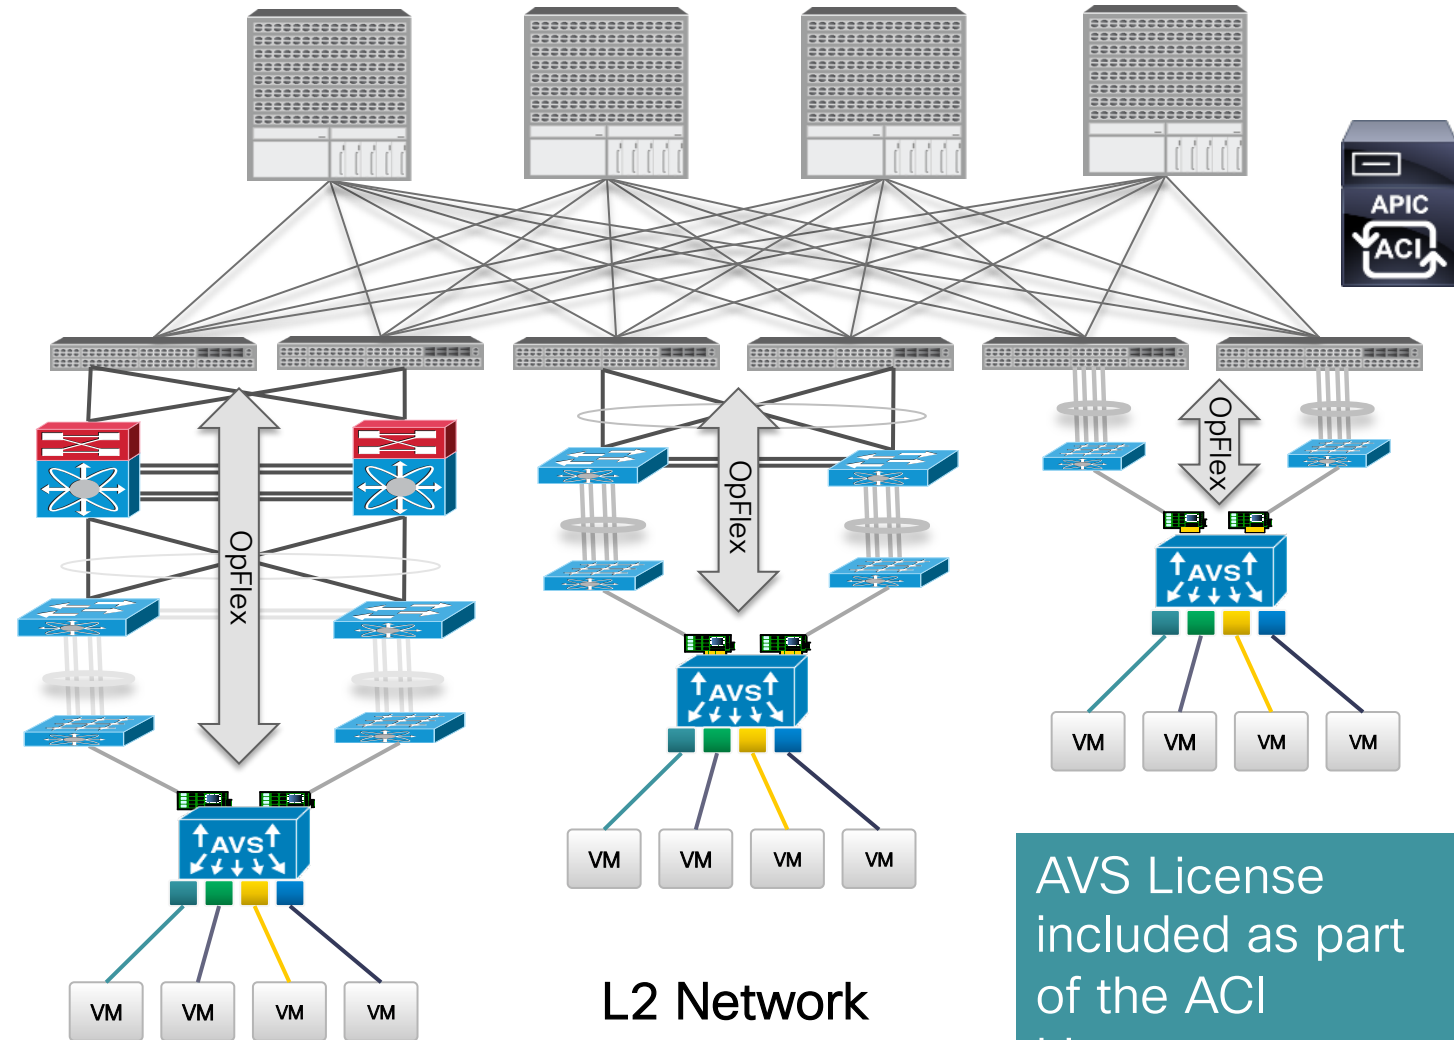 APIC
ACI
OpFlex
OpFlex
OpFlex
AVS
AVS
AVS
VM VM VM VM
VM VM VM VM
VM VM VM VM
AVS License
included as part
of the ACI
L2 Network